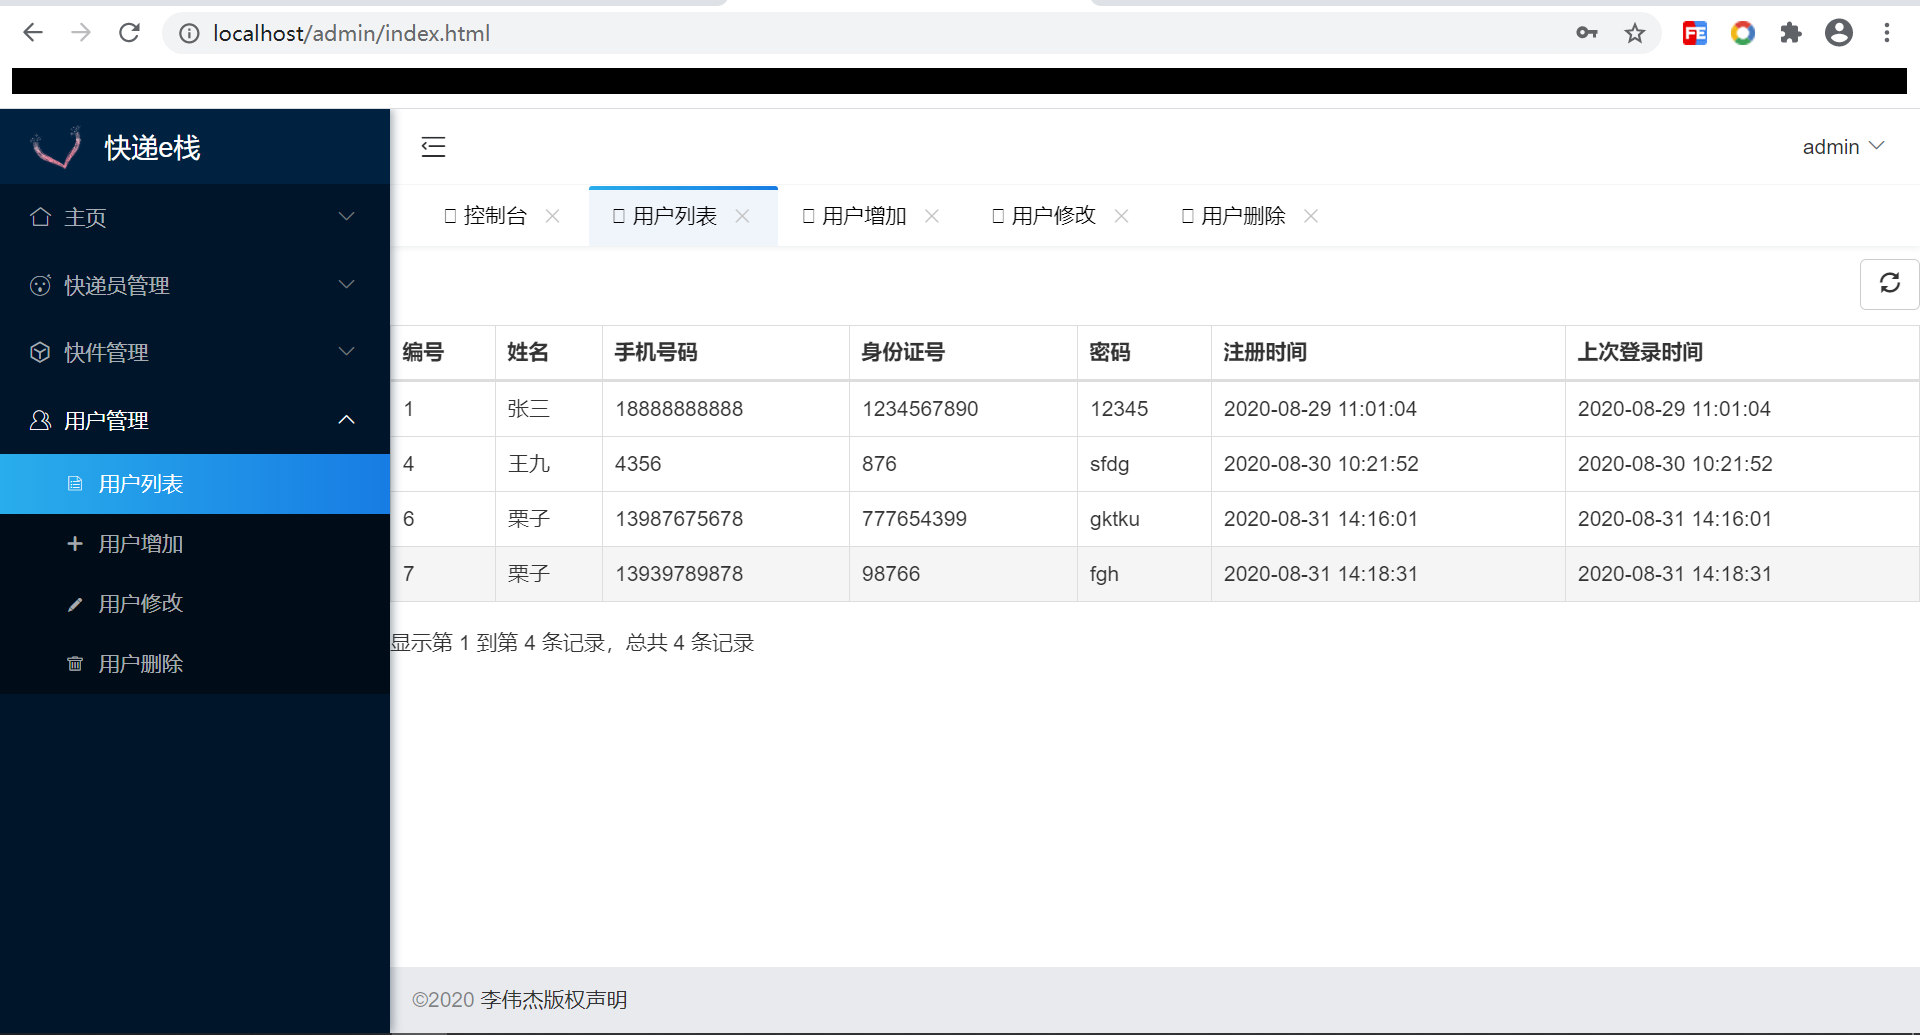 localhost/admin/index.html
快递e栈
admin
主页
快递员管理
快件管理
用户管理
用户列表
用户增加
用户修改
用户删除
控制台 用户列表 用户增加 用户修改 用户删除
编号 姓名 手机号码 身份证号 密码 注册时间 上次登录时间
1 张三 18888888888 1234567890 12345 2020-08-29 11:01:04 2020-08-29 11:01:04
4 王九 4356 876 sfdg 2020-08-30 10:21:52 2020-08-30 10:21:52
6 栗子 13987675678 777654399 gktku 2020-08-31 14:16:01 2020-08-31 14:16:01
7 栗子 13939789878 98766 fgh 2020-08-31 14:18:31 2020-08-31 14:18:31
显示第 1 到第 4 条记录，总共 4 条记录
©2020 李伟杰版权声明